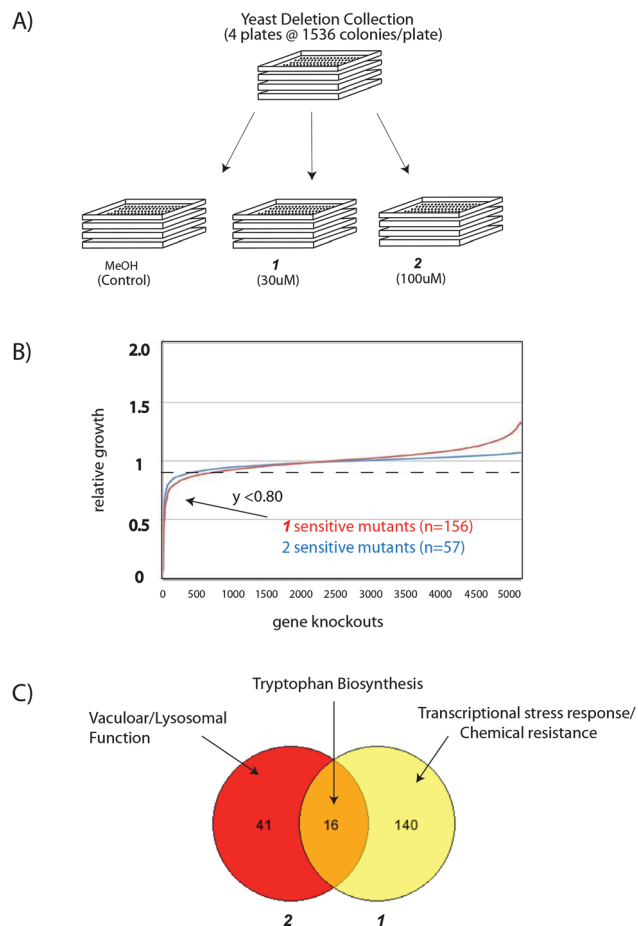 A)
Yeast Deletion Collection
(4 plates @ 1536 colonies/plate)
MeOH
(Control)
1
(30uM)
2
(100uM)
B)
2.0
1.5
1
0.5
0
relative growth
y <0.80
1 sensitive mutants (n=156)
2 sensitive mutants (n=57)
0 500 1000 1500 2000 2500 3000 3500 4000 4500 5000
gene knockouts
C)
Tryptophan Biosynthesis
Vacuoloar/Lysosomal
Function
Transcriptional stress response/
Chemical resistance
41
16
140
2
1